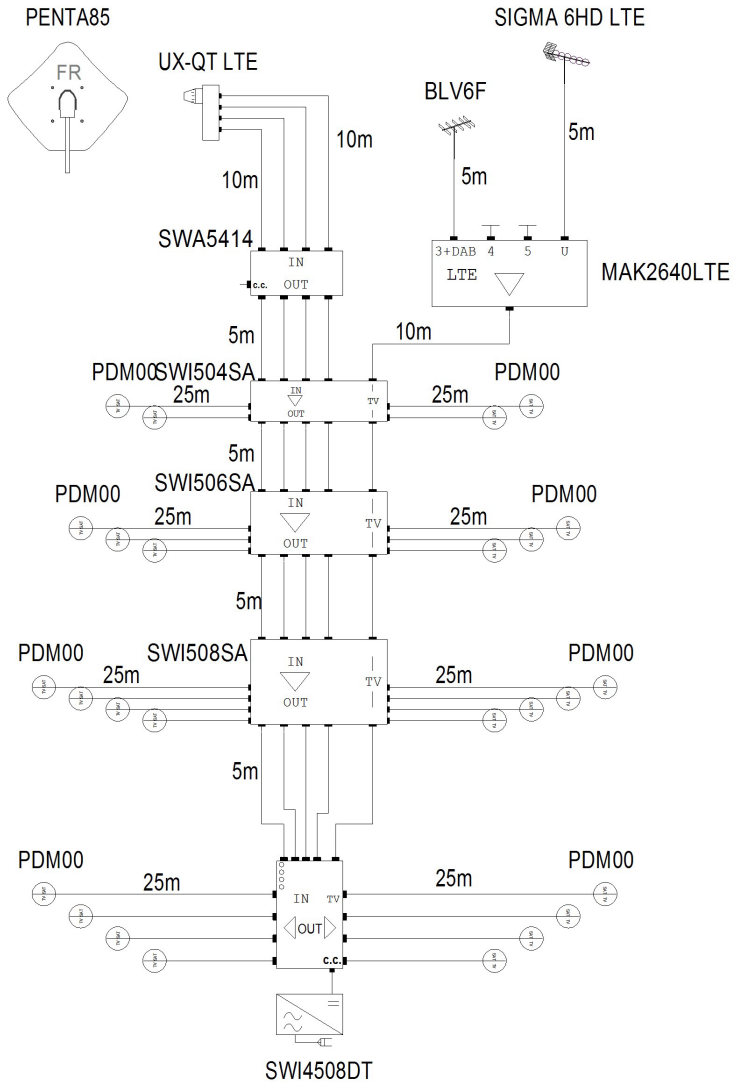 PENTA85
SIGMA 6HD LTE
FR
UX-QT LTE
BLV6F
5m
10m
5m
10m
SWA5414
IN
c.c. OUT
3+DAB 4 5 U
LTE
MAK2640LTE
5m
10m
PDM00 SWI504SA
PDM00
25m
IN
OUT
TV
25m
5m
SWI506SA
PDM00
PDM00
25m
IN
OUT
TV
25m
5m
PDM00
SWI508SA
PDM00
25m
IN
OUT
TV
25m
5m
PDM00
PDM00
25m
IN TV
OUT
c.c.
25m
SWI4508DT